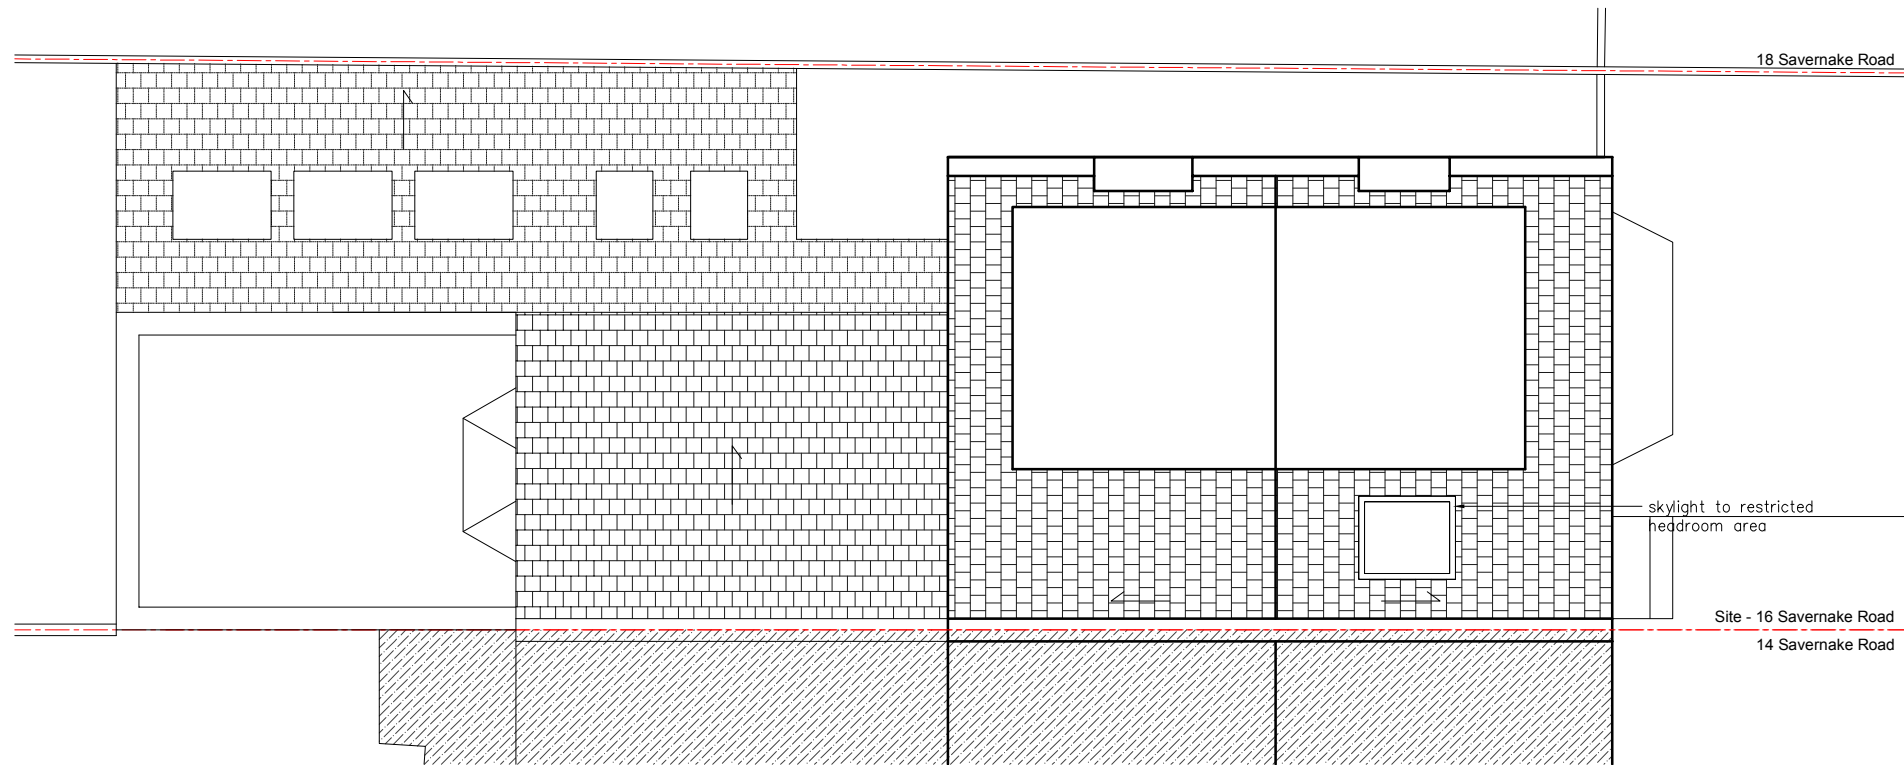 18 Savernake Road
skylight to restricted
headroom area
Site - 16 Savernake Road
14 Savernake Road